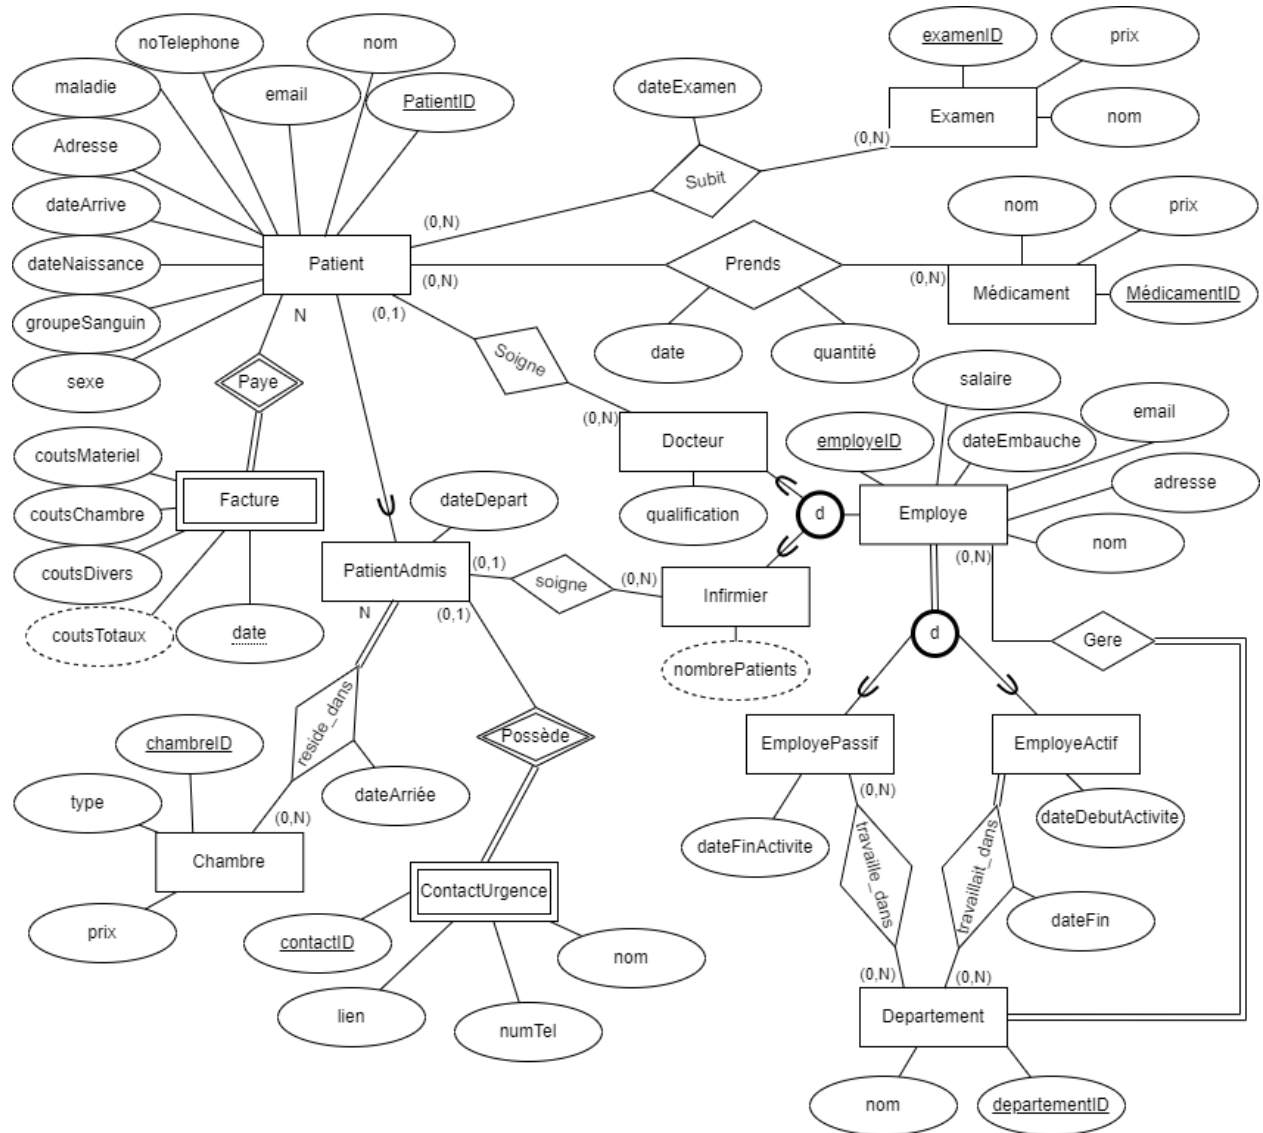 examenID
noTelephone
nom
prix
maladie
email
PatientID
dateExamen
Examen
nom
Adresse
(0,N)
Subit
dateArrive
nom
prix
(0,N)
Patient
Prends
dateNaissance
(0,N)
(0,N)
Médicament
MédicamentID
N
(0,1)
groupeSanguin
Soigne
date
quantité
sexe
Paye
salaire
(0,N)
email
Docteur
employeID
dateEmbauche
coutsMateriel
adresse
Facture
dateDepart
coutsChambre
qualification
d
Employe
nom
(0,N)
coutsDivers
PatientAdmis
(0,1)
soigne
(0,N)
Infirmier
N
(0,1)
coutsTotaux
date
d
Gere
nombrePatients
reside_dans
chambreID
Possède
EmployePassif
EmployeActif
dateArriée
type
(0,N)
(0,N)
dateDebutActivite
dateFinActivite
travaille_dans
travaillait_dans
Chambre
ContactUrgence
dateFin
prix
contactID
nom
(0,N)
(0,N)
lien
numTel
Departement
nom
departementID